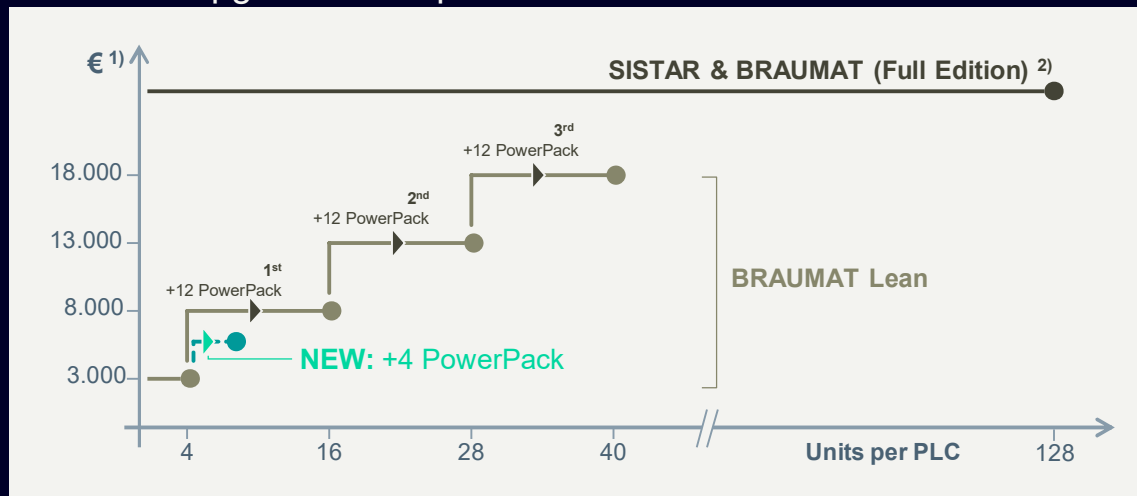 € 1)
SISTAR & BRAUMAT (Full Edition) 2)
3rd
+12 PowerPack
18.000
2nd
+12 PowerPack
13.000
BRAUMAT Lean
1st
+12 PowerPack
8.000
NEW: +4 PowerPack
3.000
4 16 28 40 Units per PLC 128